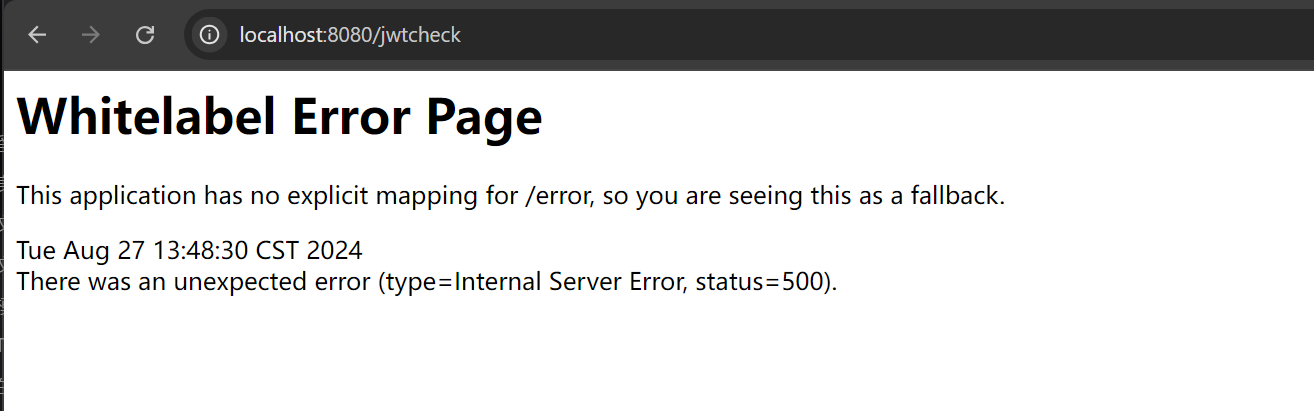 localhost:8080/jwtcheck
Whitelabel Error Page
This application has no explicit mapping for /error, so you are seeing this as a fallback.
Tue Aug 27 13:48:30 CST 2024
There was an unexpected error (type=Internal Server Error, status=500).